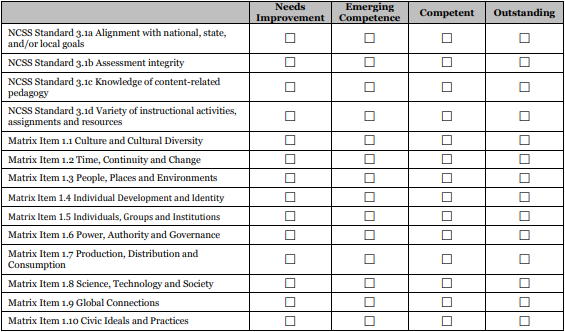 Needs Improvement Emerging Competence Competent Outstanding
NCSS Standard 3.1a Alignment with national, state,
and/or local goals
☐ ☐ ☐ ☐
NCSS Standard 3.1b Assessment integrity ☐ ☐ ☐ ☐
NCSS Standard 3.1c Knowledge of content-related
pedagogy
☐ ☐ ☐ ☐
NCSS Standard 3.1d Variety of instructional activities,
assignments and resources
☐ ☐ ☐ ☐
Matrix Item 1.1 Culture and Cultural Diversity ☐ ☐ ☐ ☐
Matrix Item 1.2 Time, Continuity and Change ☐ ☐ ☐ ☐
Matrix Item 1.3 People, Places and Environments ☐ ☐ ☐ ☐
Matrix Item 1.4 Individual Development and Identity ☐ ☐ ☐ ☐
Matrix Item 1.5 Individuals, Groups and Institutions ☐ ☐ ☐ ☐
Matrix Item 1.6 Power, Authority and Governance ☐ ☐ ☐ ☐
Matrix Item 1.7 Production, Distribution and
Consumption
☐ ☐ ☐ ☐
Matrix Item 1.8 Science, Technology and Society ☐ ☐ ☐ ☐
Matrix Item 1.9 Global Connections ☐ ☐ ☐ ☐
Matrix Item 1.10 Civic Ideals and Practices ☐ ☐ ☐ ☐